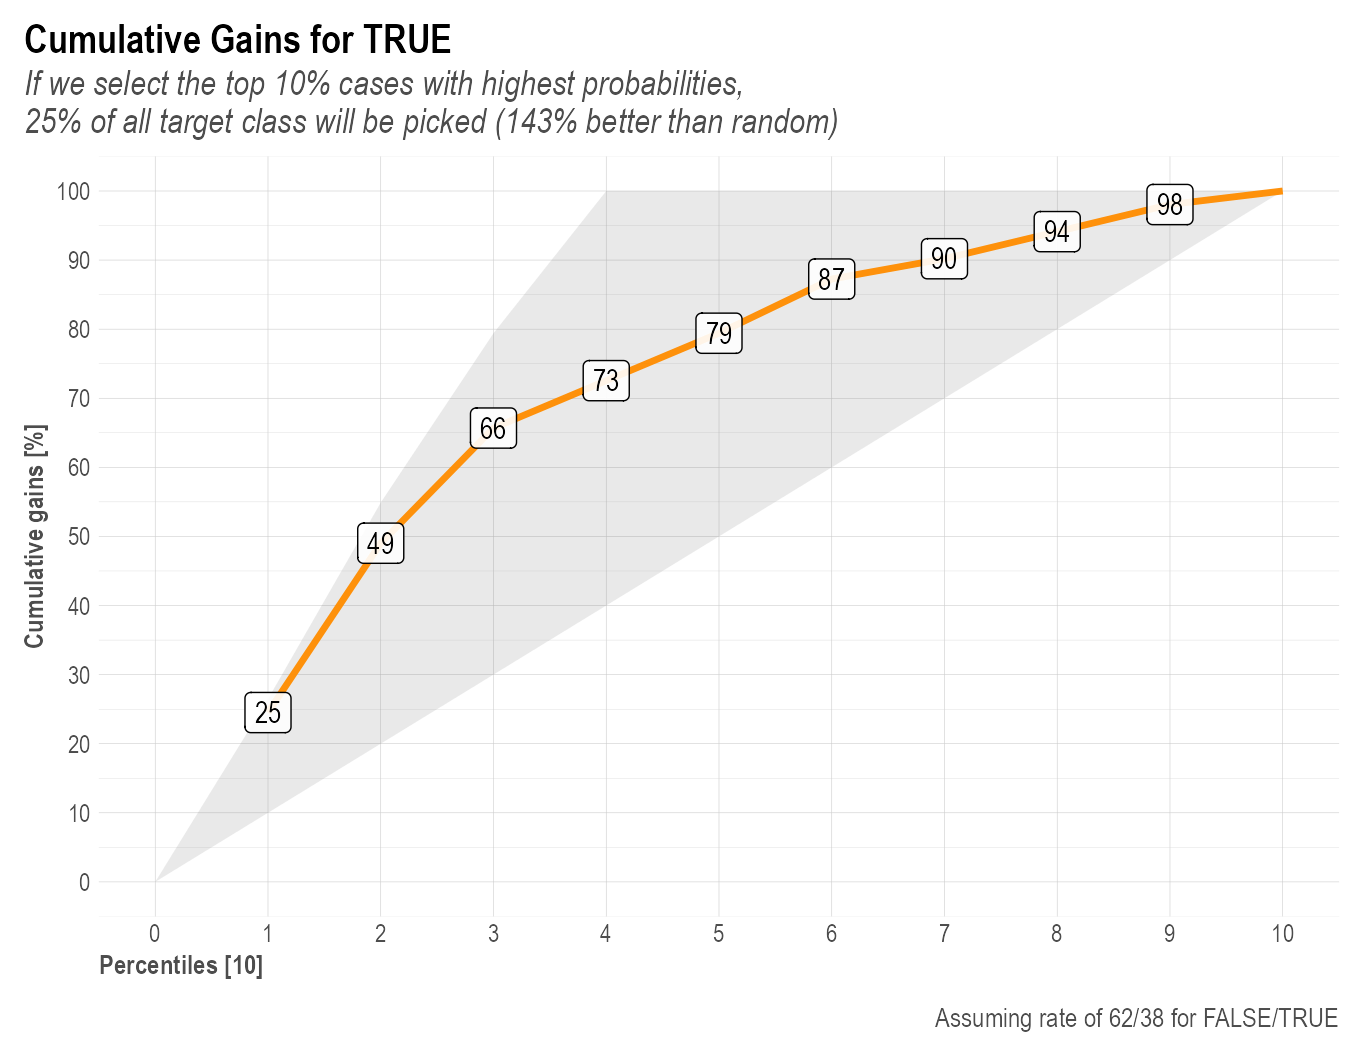 Cumulative Gains for TRUE
If we select the top 10% cases with highest probabilities,
25% of all target class will be picked (143% better than random)
Cumulative gains [%]
100
90
80
70
60
50
40
30
20
10
0
25
49
66
73
79
87
90
94
98
0 1 2 3 4 5 6 7 8 9 10
Percentiles [10]
Assuming rate of 62/38 for FALSE/TRUE